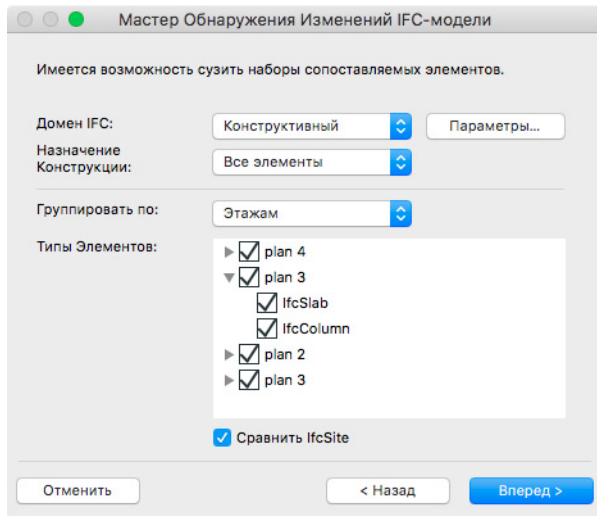 Мастер Обнаружения Изменений IFC-модели
Имеется возможность сузить наборы сопоставляемых элементов.
Домен IFC: Конструктивный Параметры...
Назначение
Конструкции: Все элементы
Группировать по: Этажам
Типы Элементов:
plan 4
plan 3
IfcSlab
IfcColumn
plan 2
plan 3
Сравнить IfcSite
Отменить < Назад Вперед >